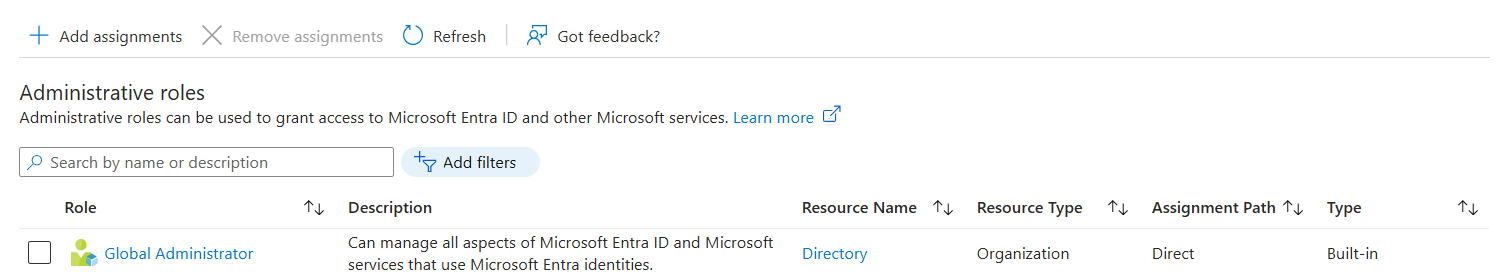 Add assignments Remove assignments Refresh Got feedback?
Administrative roles
Administrative roles can be used to grant access to Microsoft Entra ID and other Microsoft services. Learn more
Search by name or description Add filters
Role Description Resource Name Resource Type Assignment Path Type
Global Administrator Can manage all aspects of Microsoft Entra ID and Microsoft Directory Organization Direct Built-in
services that use Microsoft Entra identities.